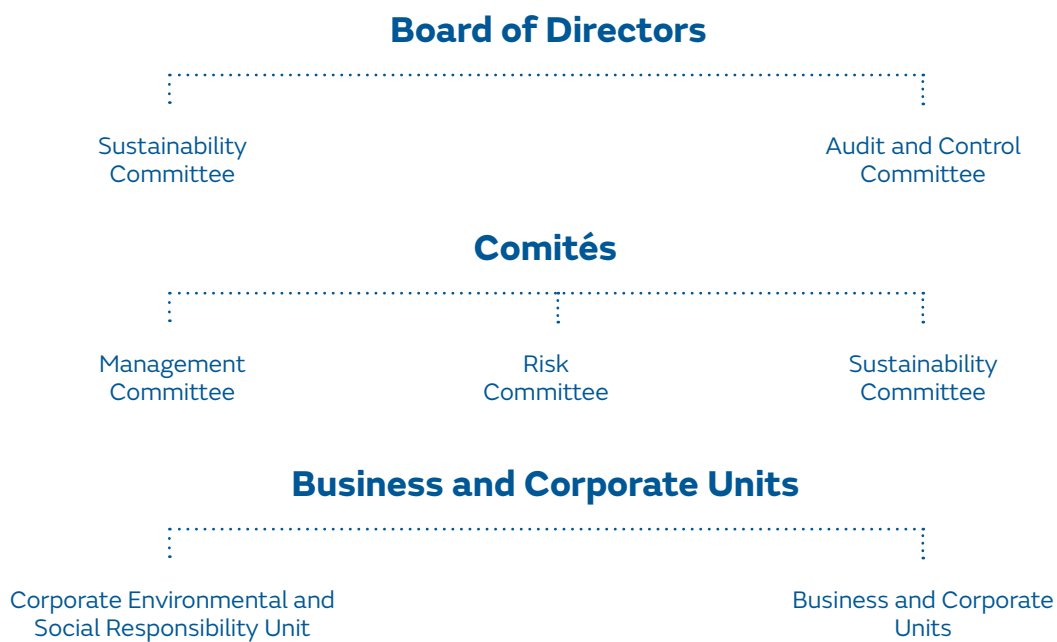 Board of Directors
Sustainability
Committee
Audit and Control
Committee
Comités
Management
Committee
Risk
Committee
Sustainability
Committee
Business and Corporate Units
Corporate Environmental and
Social Responsibility Unit
Business and Corporate
Units